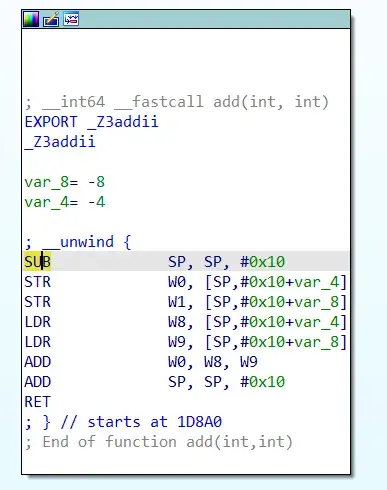 ; __int64 __fastcall add(int, int)
EXPORT _Z3addii
_Z3addii
var_8= -8
var_4= -4
; __unwind {
SUB SP, SP, #0x10
STR W0, [SP,#0x10+var_4]
STR W1, [SP,#0x10+var_8]
LDR W8, [SP,#0x10+var_4]
LDR W9, [SP,#0x10+var_8]
ADD W0, W8, W9
ADD SP, SP, #0x10
RET
; } // starts at 1D8A0
; End of function add(int,int)